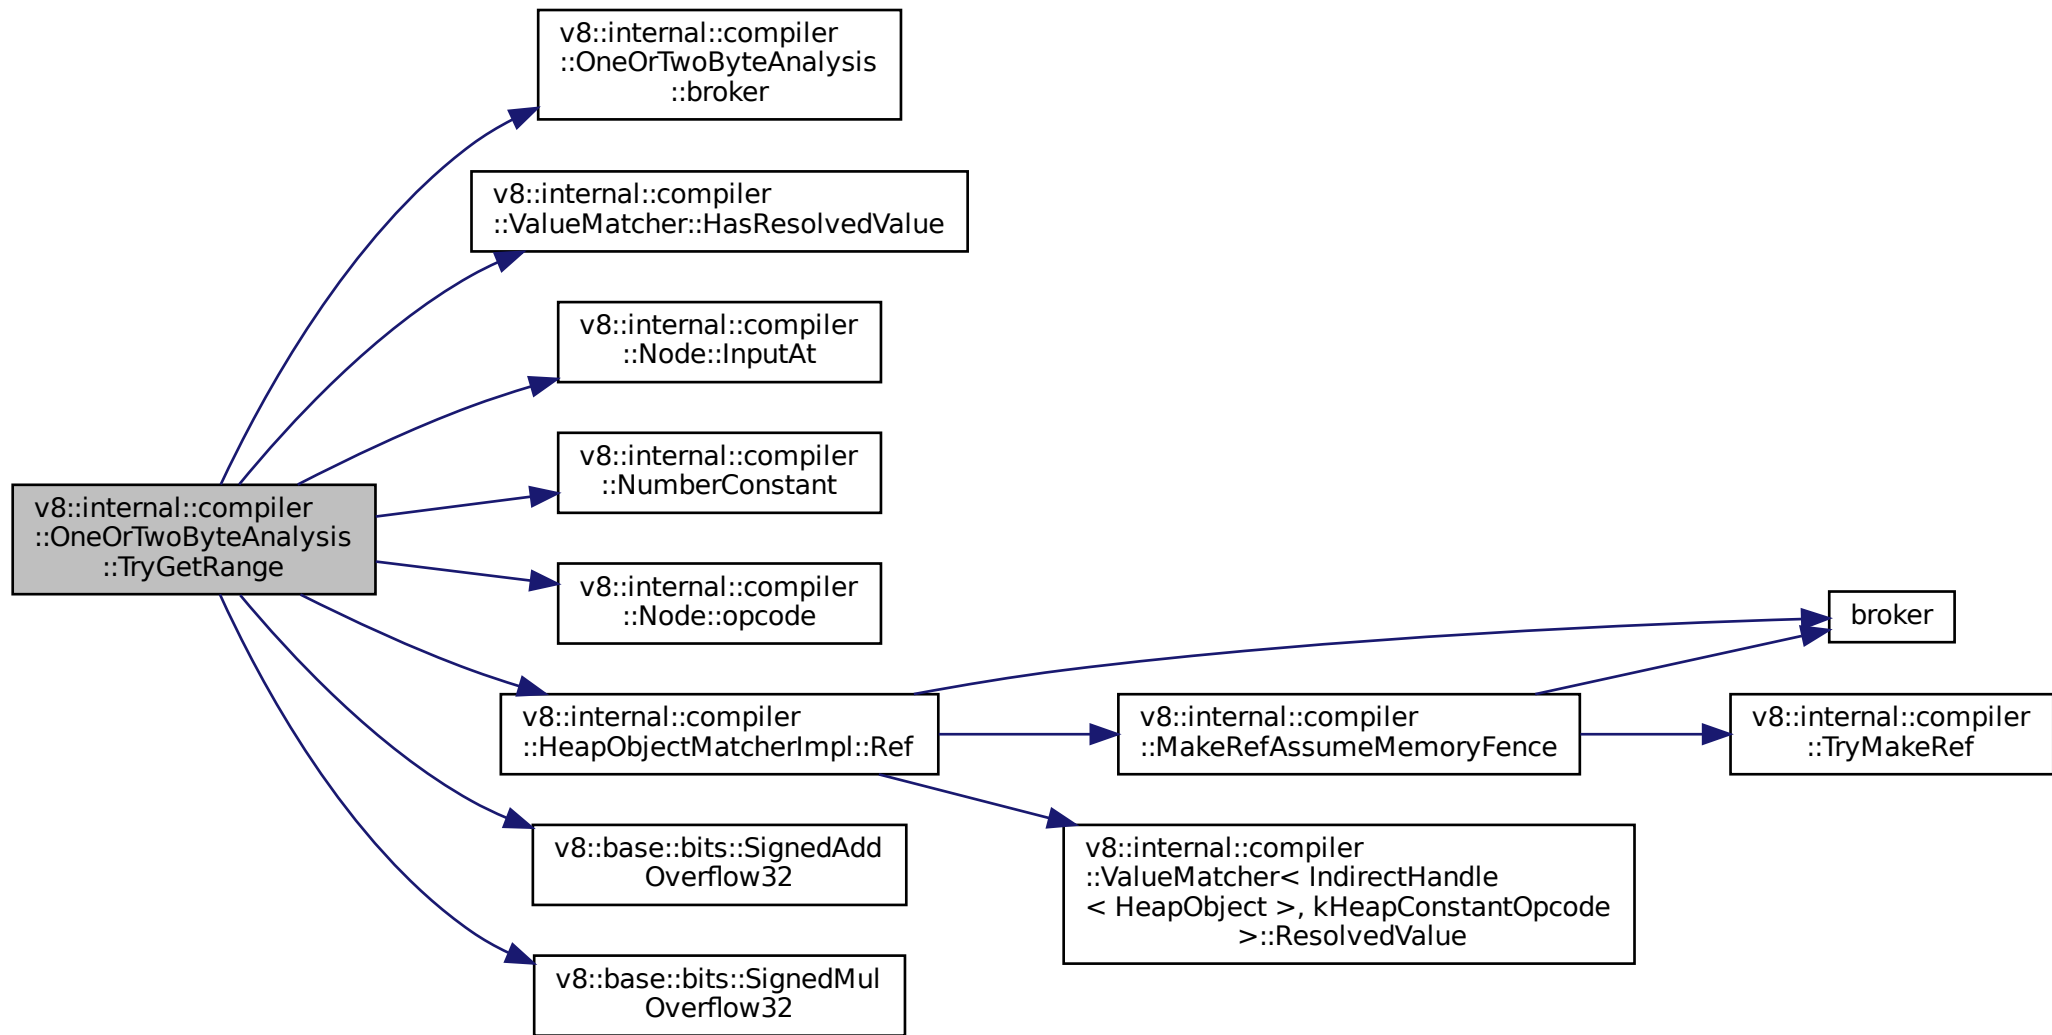 v8::internal::compiler
::OneOrTwoByteAnalysis
::broker
v8::internal::compiler
::ValueMatcher::HasResolvedValue
v8::internal::compiler
::Node::InputAt
v8::internal::compiler
::NumberConstant
v8::internal::compiler
::OneOrTwoByteAnalysis
::TryGetRange
v8::internal::compiler
::Node::opcode
broker
v8::internal::compiler
::HeapObjectMatcherImpl::Ref
v8::internal::compiler
::MakeRefAssumeMemoryFence
v8::internal::compiler
::TryMakeRef
v8::base::bits::SignedAdd
Overflow32
v8::internal::compiler
::ValueMatcher< IndirectHandle
< HeapObject >, kHeapConstantOpcode
>::ResolvedValue
v8::base::bits::SignedMul
Overflow32